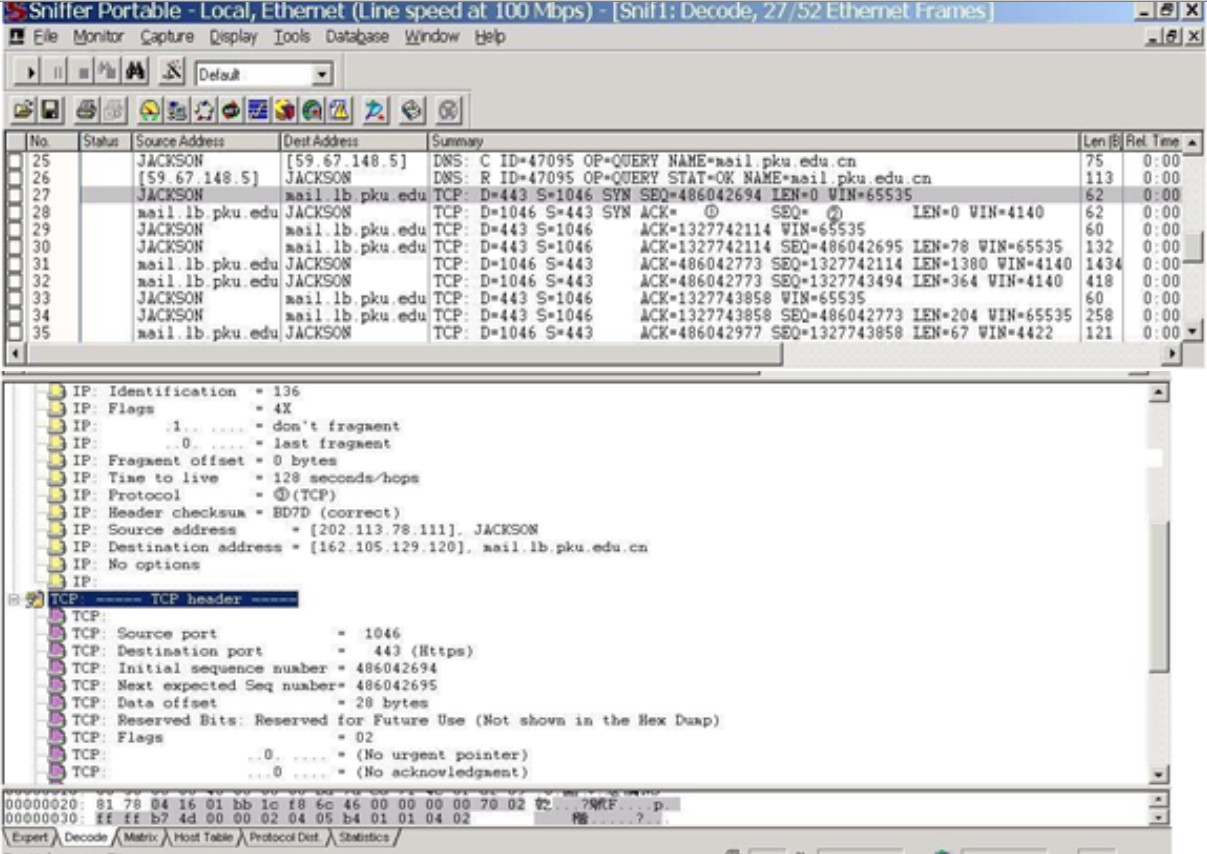 Sniffer Portable - Local, Ethernet (Line speed at 100 Mbps) - [Snif1: Decode, 27/52 Ethernet Frames]
File Monitor Capture Display Tools Database Window Help
Default
No. Status Source Address Dest Address Summary Len (B) Rel. Time
25 JACKSON [59.67.148.5] DNS: C ID=47095 OP=QUERY NAME=mail.pku.edu.cn 75 0:00
26 [59.67.148.5] JACKSON DNS: R ID=47095 OP=QUERY STAT=OK NAME=mail.pku.edu.cn 113 0:00
27 JACKSON mail.lb.pku.edu TCP: D=443 S=1046 SYN SEQ=486042694 LEN=0 WIN=65535 62 0:00
28 mail.lb.pku.edu JACKSON TCP: D=1046 S=443 SYN ACK= ① SEQ= ② LEN=0 WIN=4140 62 0:00
29 JACKSON mail.lb.pku.edu TCP: D=443 S=1046 ACK=1327742114 WIN=65535 60 0:00
30 JACKSON mail.lb.pku.edu TCP: D=443 S=1046 ACK=1327742114 SEQ=486042695 LEN=78 WIN=65535 132 0:00
31 mail.lb.pku.edu JACKSON TCP: D=1046 S=443 ACK=486042773 SEQ=1327742114 LEN=1380 WIN=4140 1434 0:00
32 mail.lb.pku.edu JACKSON TCP: D=1046 S=443 ACK=486042773 SEQ=1327743494 LEN=364 WIN=4140 418 0:00
33 JACKSON mail.lb.pku.edu TCP: D=443 S=1046 ACK=1327743858 WIN=65535 60 0:00
34 JACKSON mail.lb.pku.edu TCP: D=443 S=1046 ACK=1327743858 SEQ=486042773 LEN=204 WIN=65535 258 0:00
35 mail.lb.pku.edu JACKSON TCP: D=1046 S=443 ACK=486042977 SEQ=1327743858 LEN=67 WIN=4422 121 0:00
IP: Identification = 136
IP: Flags = 4X
IP: .1.. .... = don't fragment
IP: ..0. .... = last fragment
IP: Fragment offset = 0 bytes
IP: Time to live = 128 seconds/hops
IP: Protocol = ③(TCP)
IP: Header checksum = BD7D (correct)
IP: Source address = [202.113.78.111], JACKSON
IP: Destination address = [162.105.129.120], mail.lb.pku.edu.cn
IP: No options
IP:
TCP: ----- TCP header -----
TCP:
TCP: Source port = 1046
TCP: Destination port = 443 (Https)
TCP: Initial sequence number = 486042694
TCP: Next expected Seq number= 486042695
TCP: Data offset = 28 bytes
TCP: Reserved Bits: Reserved for Future Use (Not shown in the Hex Dump)
TCP: Flags = 02
TCP: ..0. .... = (No urgent pointer)
TCP: ...0 .... = (No acknowledgment)
00000020: 81 78 04 16 01 bb 1c f8 6c 46 00 00 00 00 70 02
00000030: ff ff b7 4d 00 00 02 04 05 b4 01 01 04 02
Expert Decode Matrix Host Table Protocol Dist. Statistics